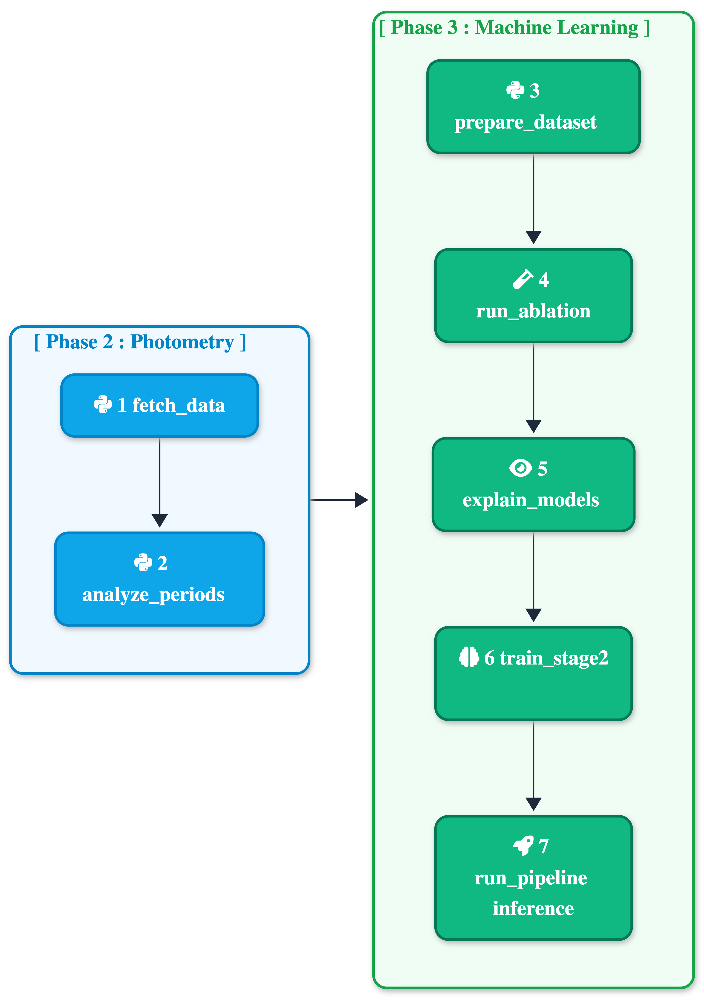 [ Phase 2 : Photometry ]
1 fetch_data
2
analyze_periods
[ Phase 3 : Machine Learning ]
3
prepare_dataset
4
run_ablation
5
explain_models
6 train_stage2
7
run_pipeline
inference